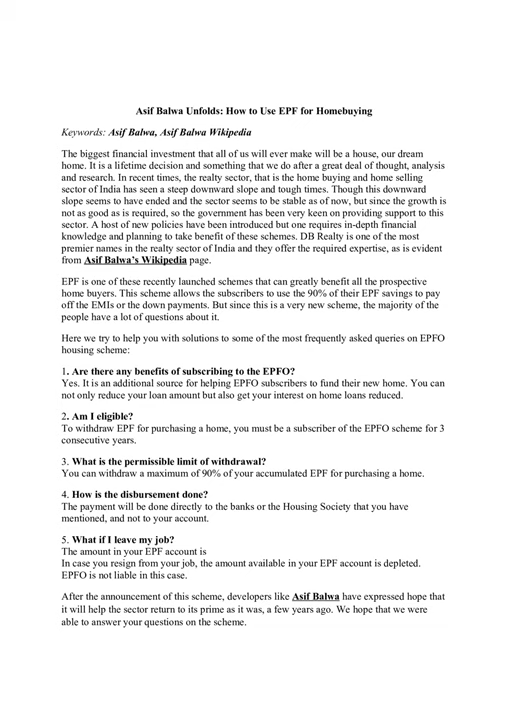 Asif Balwa Unfolds: How to Use EPF for Homebuying
Keywords: Asif Balwa, Asif Balwa Wikipedia
The biggest financial investment that all of us will ever make will be a house, our dream
home. It is a lifetime decision and something that we do after a great deal of thought, analysis
and research. In recent times, the realty sector, that is the home buying and home selling
sector of India has seen a steep downward slope and tough times. Though this downward
slope seems to have ended and the sector seems to be stable as of now, but since the growth is
not as good as is required, so the government has been very keen on providing support to this
sector. A host of new policies have been introduced but one requires in-depth financial
knowledge and planning to take benefit of these schemes. DB Realty is one of the most
premier names in the realty sector of India and they offer the required expertise, as is evident
from Asif Balwa's Wikipedia page.
EPF is one of these recently launched schemes that can greatly benefit all the prospective
home buyers. This scheme allows the subscribers to use the 90% of their EPF savings to pay
off the EMIs or the down payments. But since this is a very new scheme, the majority of the
people have a lot of questions about it.
Here we try to help you with solutions to some of the most frequently asked queries on EPFO
housing scheme:
1. Are there any benefits of subscribing to the EPFO?
Yes. It is an additional source for helping EPFO subscribers to fund their new home. You can
not only reduce your loan amount but also get your interest on home loans reduced.
2. Am I eligible?
To withdraw EPF for purchasing a home, you must be a subscriber of the EPFO scheme for 3
consecutive years.
3. What is the permissible limit of withdrawal?
You can withdraw a maximum of 90% of your accumulated EPF for purchasing a home.
4. How is the disbursement done?
The payment will be done directly to the banks or the Housing Society that you have
mentioned, and not to your account.
5. What if I leave my job?
The amount in your EPF account is
In case you resign from your job, the amount available in your EPF account is depleted.
EPFO is not liable in this case.
After the announcement of this scheme, developers like Asif Balwa have expressed hope that
it will help the sector return to its prime as it was, a few years ago. We hope that we were
able to answer your questions on the scheme.